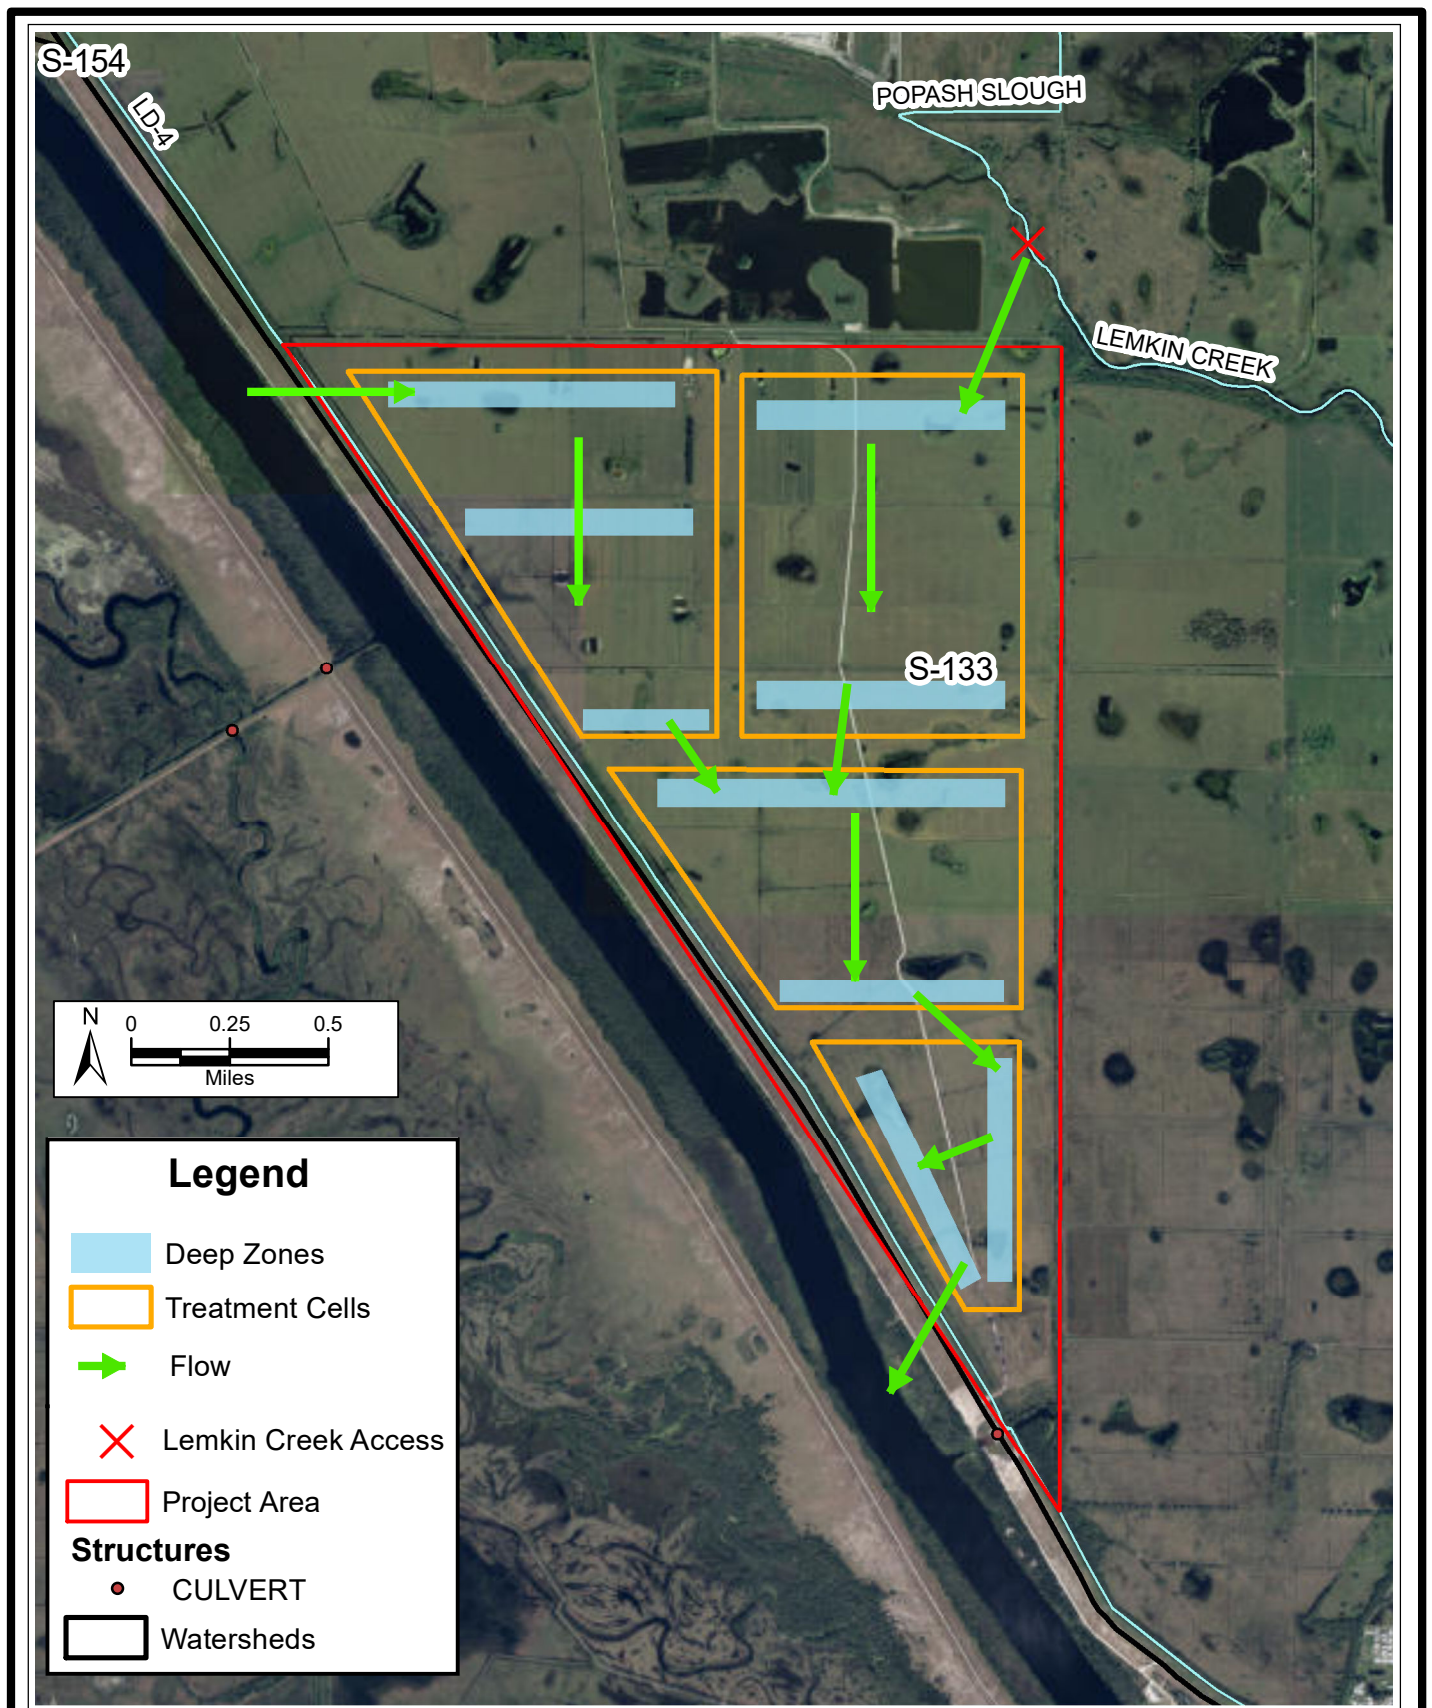 S-154
LD-4
POPASH SLOUGH
LEMKIN CREEK
S-133
N
0 0.25 0.5
Miles
Legend
Deep Zones
Treatment Cells
Flow
Lemkin Creek Access
Project Area
Structures
CULVERT
Watersheds